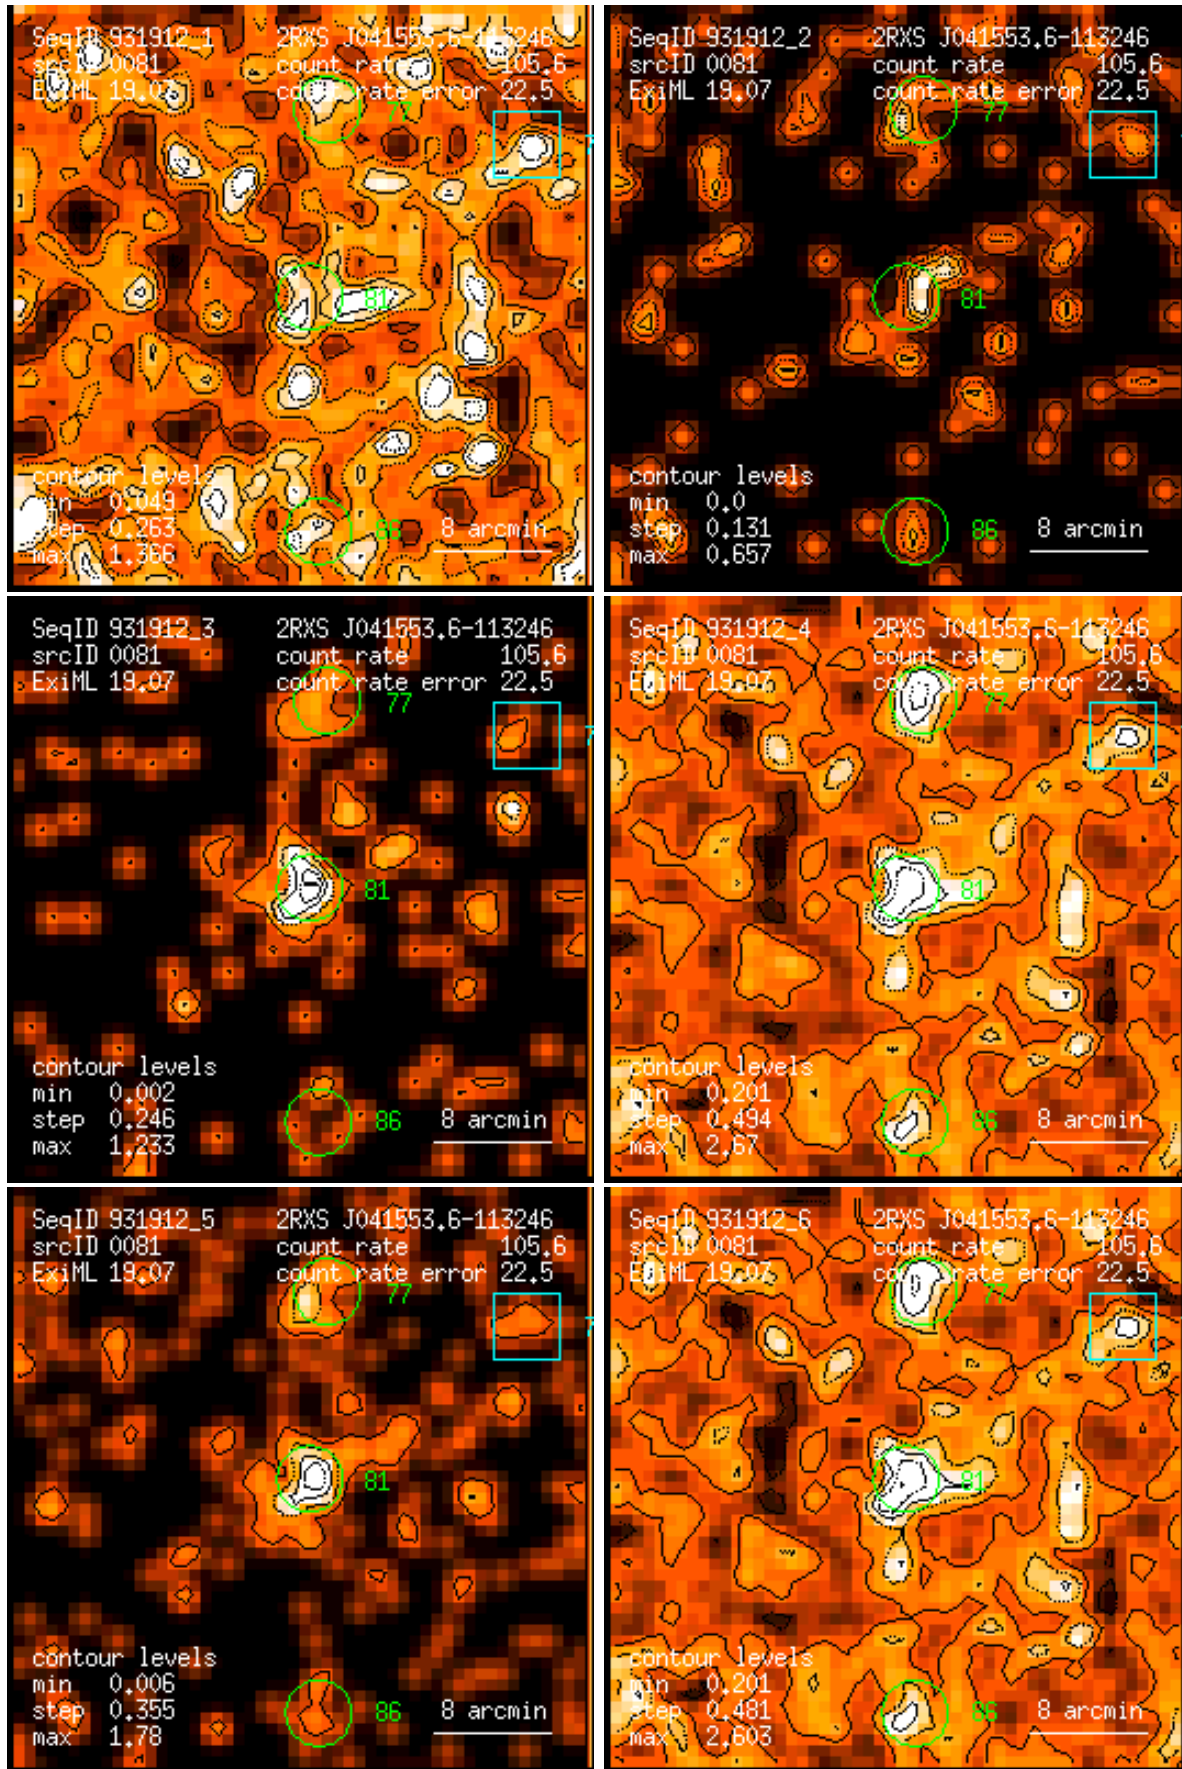 SeqID 931912_1 2RXS J041553.6-113246
srcID 0081 count rate 105.6
ExiML 19.07 count rate error 22.5
77
81
contour levels
min 0.049
step 0.263 86 8 arcmin
max 1.366
SeqID 931912_2 2RXS J041553.6-113246
srcID 0081 count rate 105.6
ExiML 19.07 count rate error 22.5
77
81
contour levels
min 0.0
step 0.131 86 8 arcmin
max 0.657
SeqID 931912_3 2RXS J041553.6-113246
srcID 0081 count rate 105.6
ExiML 19.07 count rate error 22.5
77
81
contour levels
min 0.002
step 0.246 86 8 arcmin
max 1.233
SeqID 931912_4 2RXS J041553.6-113246
srcID 0081 count rate 105.6
ExiML 19.07 count rate error 22.5
77
81
contour levels
min 0.201
step 0.494 86 8 arcmin
max 2.67
SeqID 931912_5 2RXS J041553.6-113246
srcID 0081 count rate 105.6
ExiML 19.07 count rate error 22.5
77
81
contour levels
min 0.006
step 0.355 86 8 arcmin
max 1.78
SeqID 931912_6 2RXS J041553.6-113246
srcID 0081 count rate 105.6
ExiML 19.07 count rate error 22.5
77
81
contour levels
min 0.201
step 0.481 86 8 arcmin
max 2.603